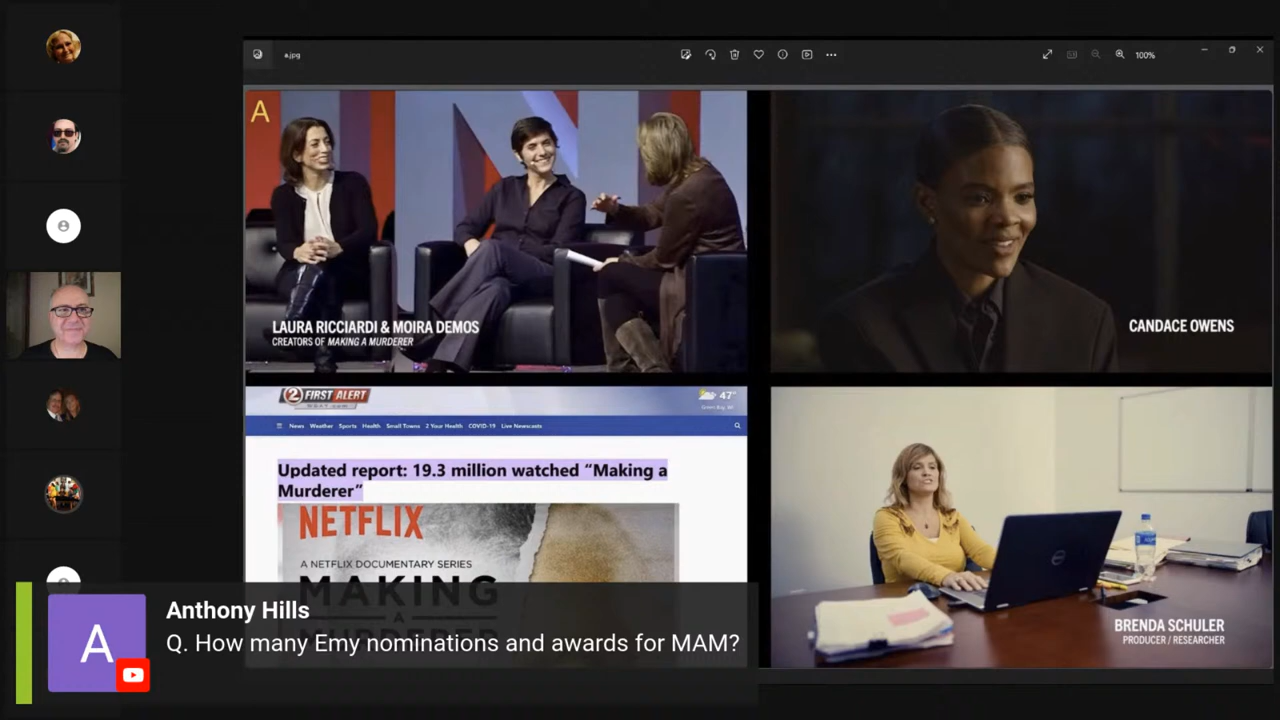 a.jpg
100%
A
LAURA RICCIARDI & MOIRA DEMOS
CREATORS OF MAKING A MURDERER
CANDACE OWENS
2 FIRST ALERT
47°
News Weather Sports Health Small Towns 2 Your Health COVID-19 Live Newscasts
Updated report: 19.3 million watched “Making a
Murderer”
NETFLIX
A NETFLIX DOCUMENTARY SERIES
MAKING
A
MURDERER
BRENDA SCHULER
PRODUCER / RESEARCHER
A
Anthony Hills
Q. How many Emy nominations and awards for MAM?